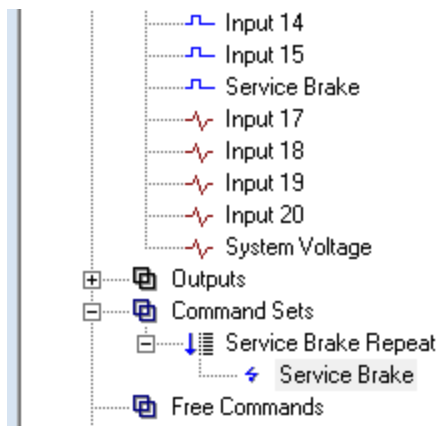 Input 14
Input 15
Service Brake
Input 17
Input 18
Input 19
Input 20
System Voltage
Outputs
Command Sets
Service Brake Repeat
Service Brake
Free Commands